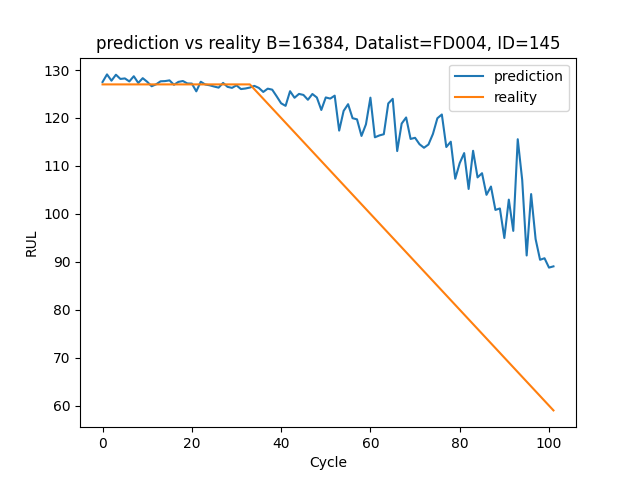 prediction vs reality B=16384, Datalist=FD004, ID=145
prediction
reality
130
120
110
100
90
80
70
60
RUL
0
20
40
60
80
100
Cycle